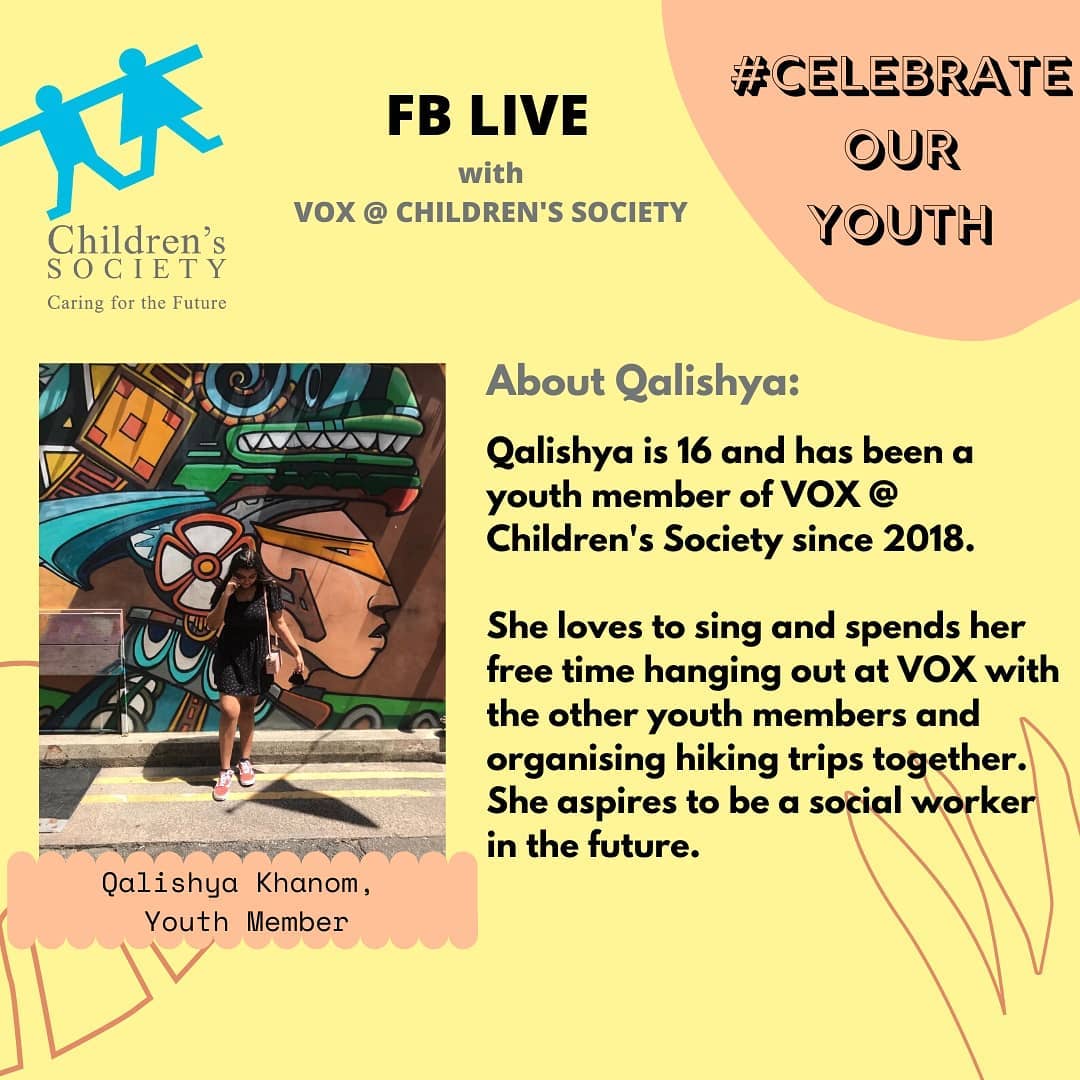 Children's
SOCIETY
Caring for the Future
FB LIVE
with
VOX @ CHILDREN'S SOCIETY
#CELEBRATE
OUR
YOUTH
About Qalishya:
Qalishya is 16 and has been a
youth member of VOX @
Children's Society since 2018.
She loves to sing and spends her
free time hanging out at VOX with
the other youth members and
organising hiking trips together.
She aspires to be a social worker
in the future.
Qalishya Khanom,
Youth Member